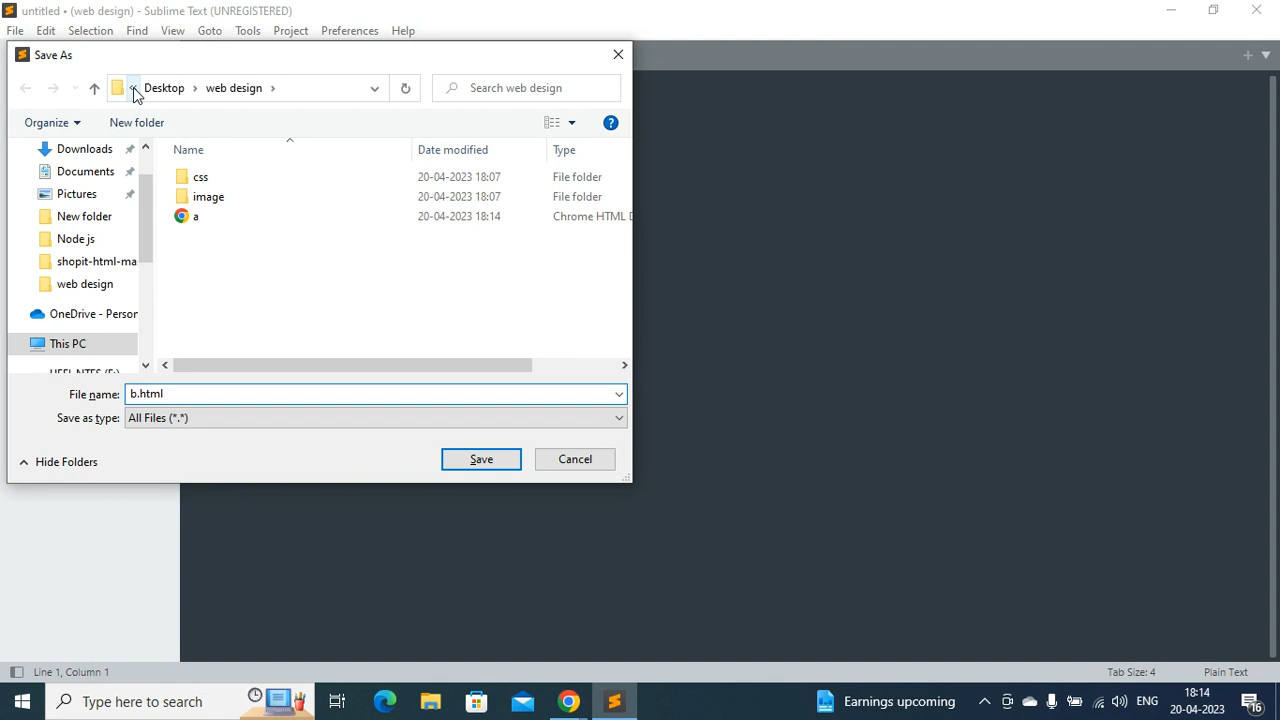 untitled • (web design) - Sublime Text (UNREGISTERED)
File Edit Selection Find View Goto Tools Project Preferences Help
Save As
« Desktop › web design ›
Search web design
Organize New folder
Name Date modified Type
Downloads
Documents
Pictures
New folder
Node js
shopit-html-ma
web design
OneDrive - Person
This PC
css 20-04-2023 18:07 File folder
image 20-04-2023 18:07 File folder
a 20-04-2023 18:14 Chrome HTML D
File name: b.html
Save as type: All Files (*.*)
Hide Folders
Save Cancel
Line 1, Column 1
Tab Size: 4 Plain Text
Type here to search
Earnings upcoming
ENG
18:14
20-04-2023
16